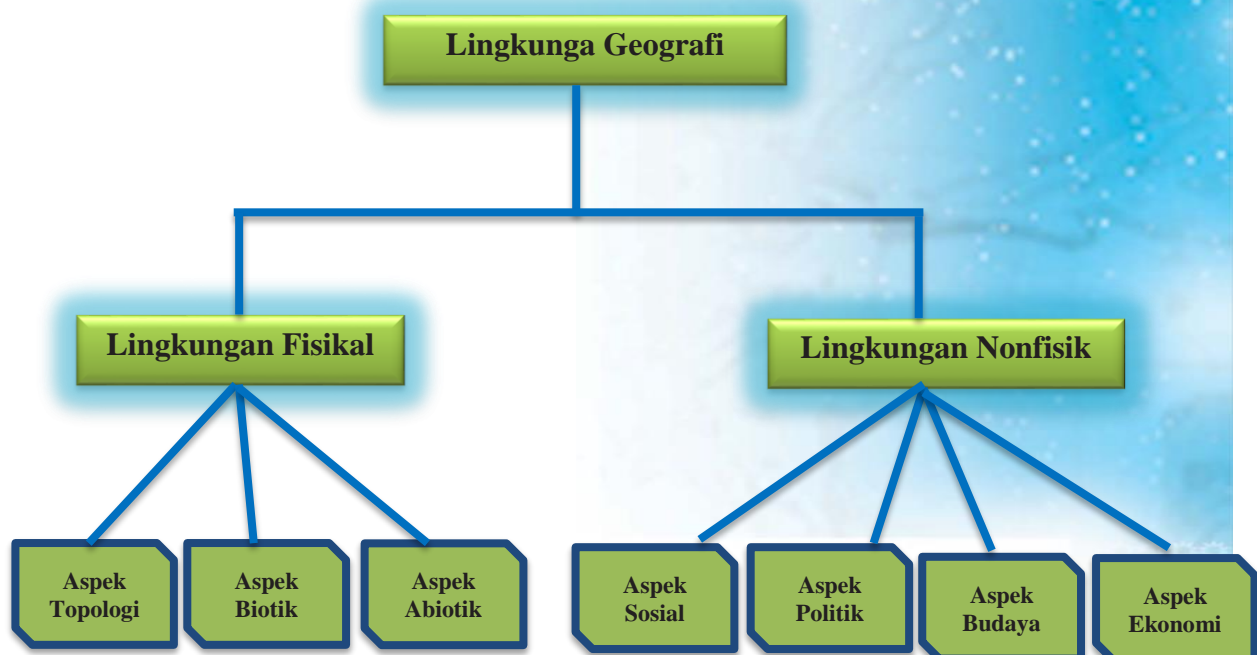 Lingkunga Geografi
Lingkungan Fisikal
Lingkungan Nonfisik
Aspek
Topologi
Aspek
Biotik
Aspek
Abiotik
Aspek
Sosial
Aspek
Politik
Aspek
Budaya
Aspek
Ekonomi